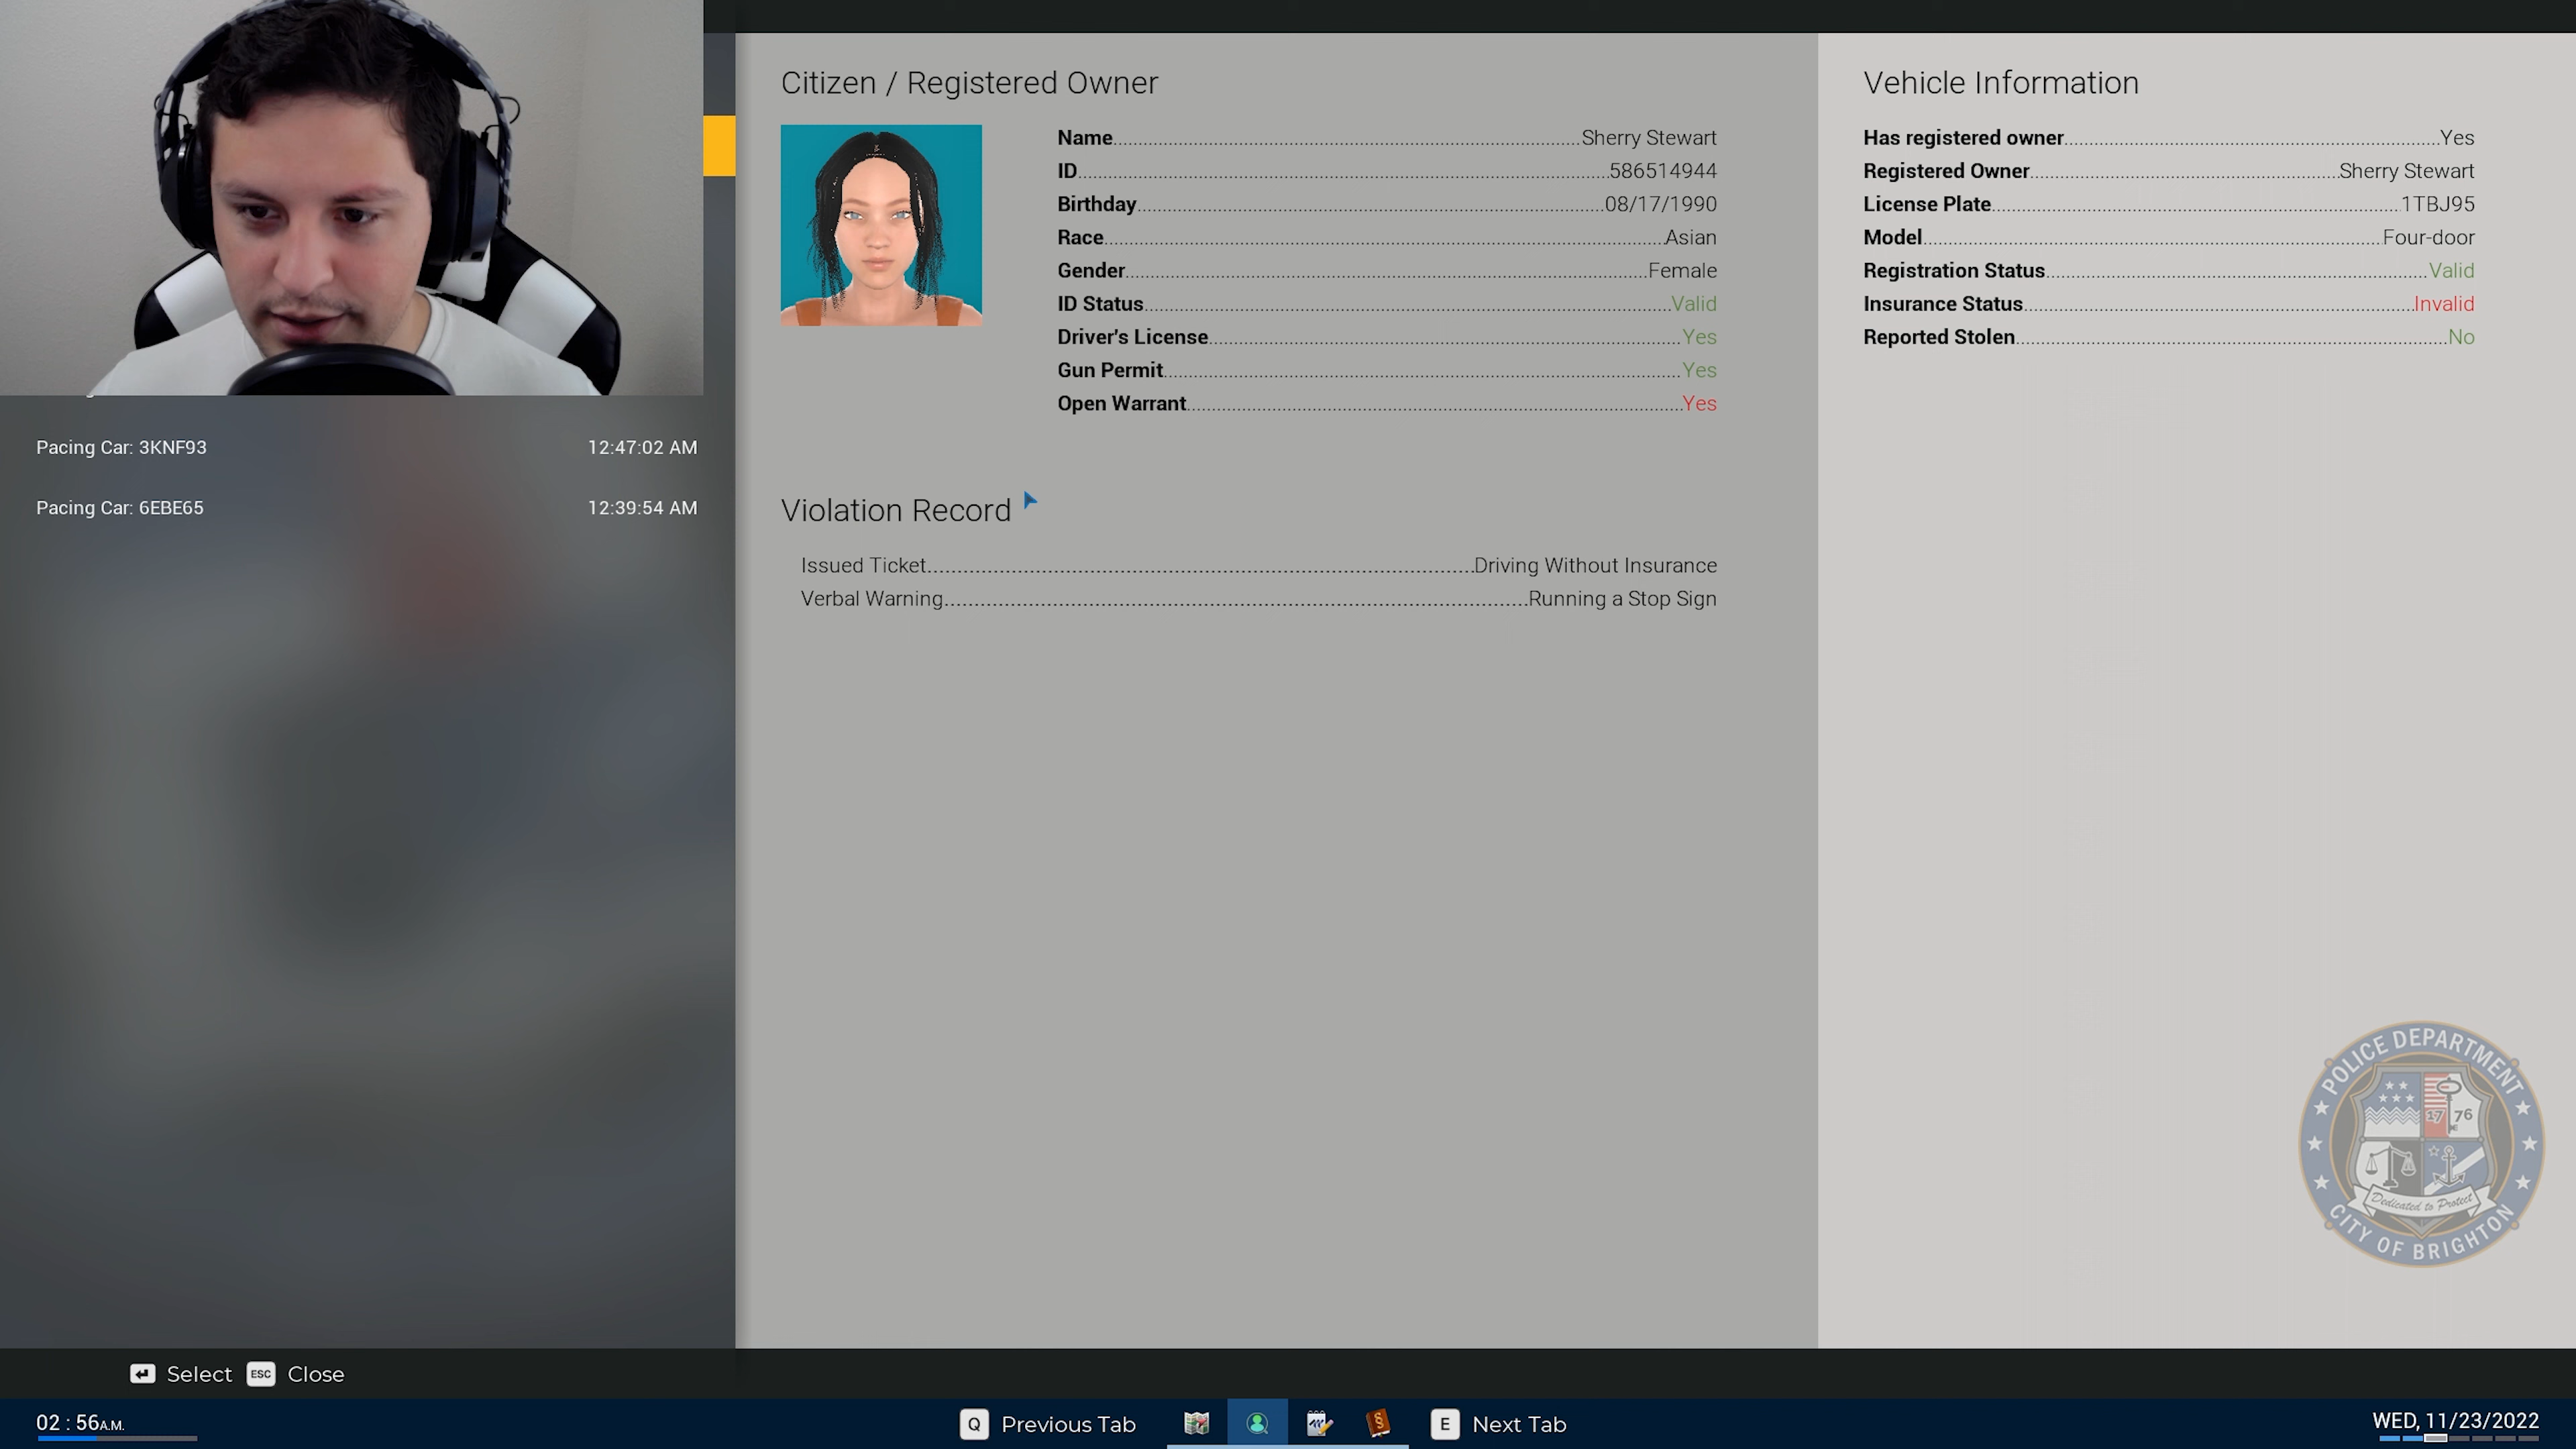 Citizen / Registered Owner
Name Sherry Stewart
ID 586514944
Birthday 08/17/1990
Race Asian
Gender Female
ID Status Valid
Driver's License Yes
Gun Permit Yes
Open Warrant Yes
Violation Record
Issued Ticket Driving Without Insurance
Verbal Warning Running a Stop Sign
Vehicle Information
Has registered owner Yes
Registered Owner Sherry Stewart
License Plate 1TBJ95
Model Four-door
Registration Status Valid
Insurance Status Invalid
Reported Stolen No
Pacing Car: 3KNF93 12:47:02 AM
Pacing Car: 6EBE65 12:39:54 AM
POLICE DEPARTMENT
17 76
Dedicated to Protect
CITY OF BRIGHTON
Select ESC Close
02 : 56 A.M.
Q Previous Tab § E Next Tab
WED, 11/23/2022